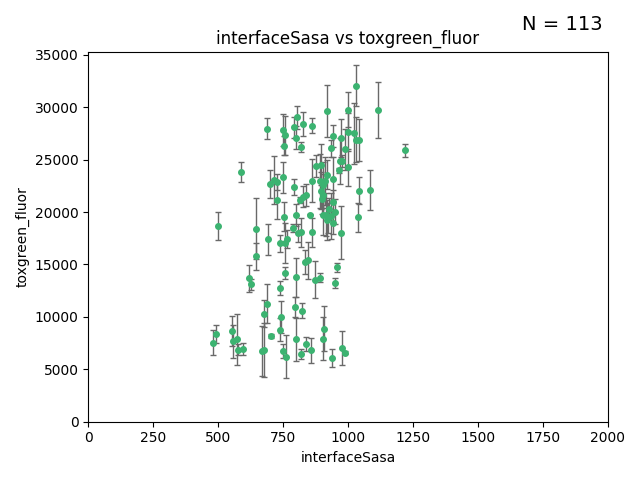 N = 113
interfaceSasa vs toxgreen_fluor
35000
30000
25000
20000
15000
10000
5000
0
toxgreen_fluor
0 250 500 750 1000 1250 1500 1750 2000
interfaceSasa